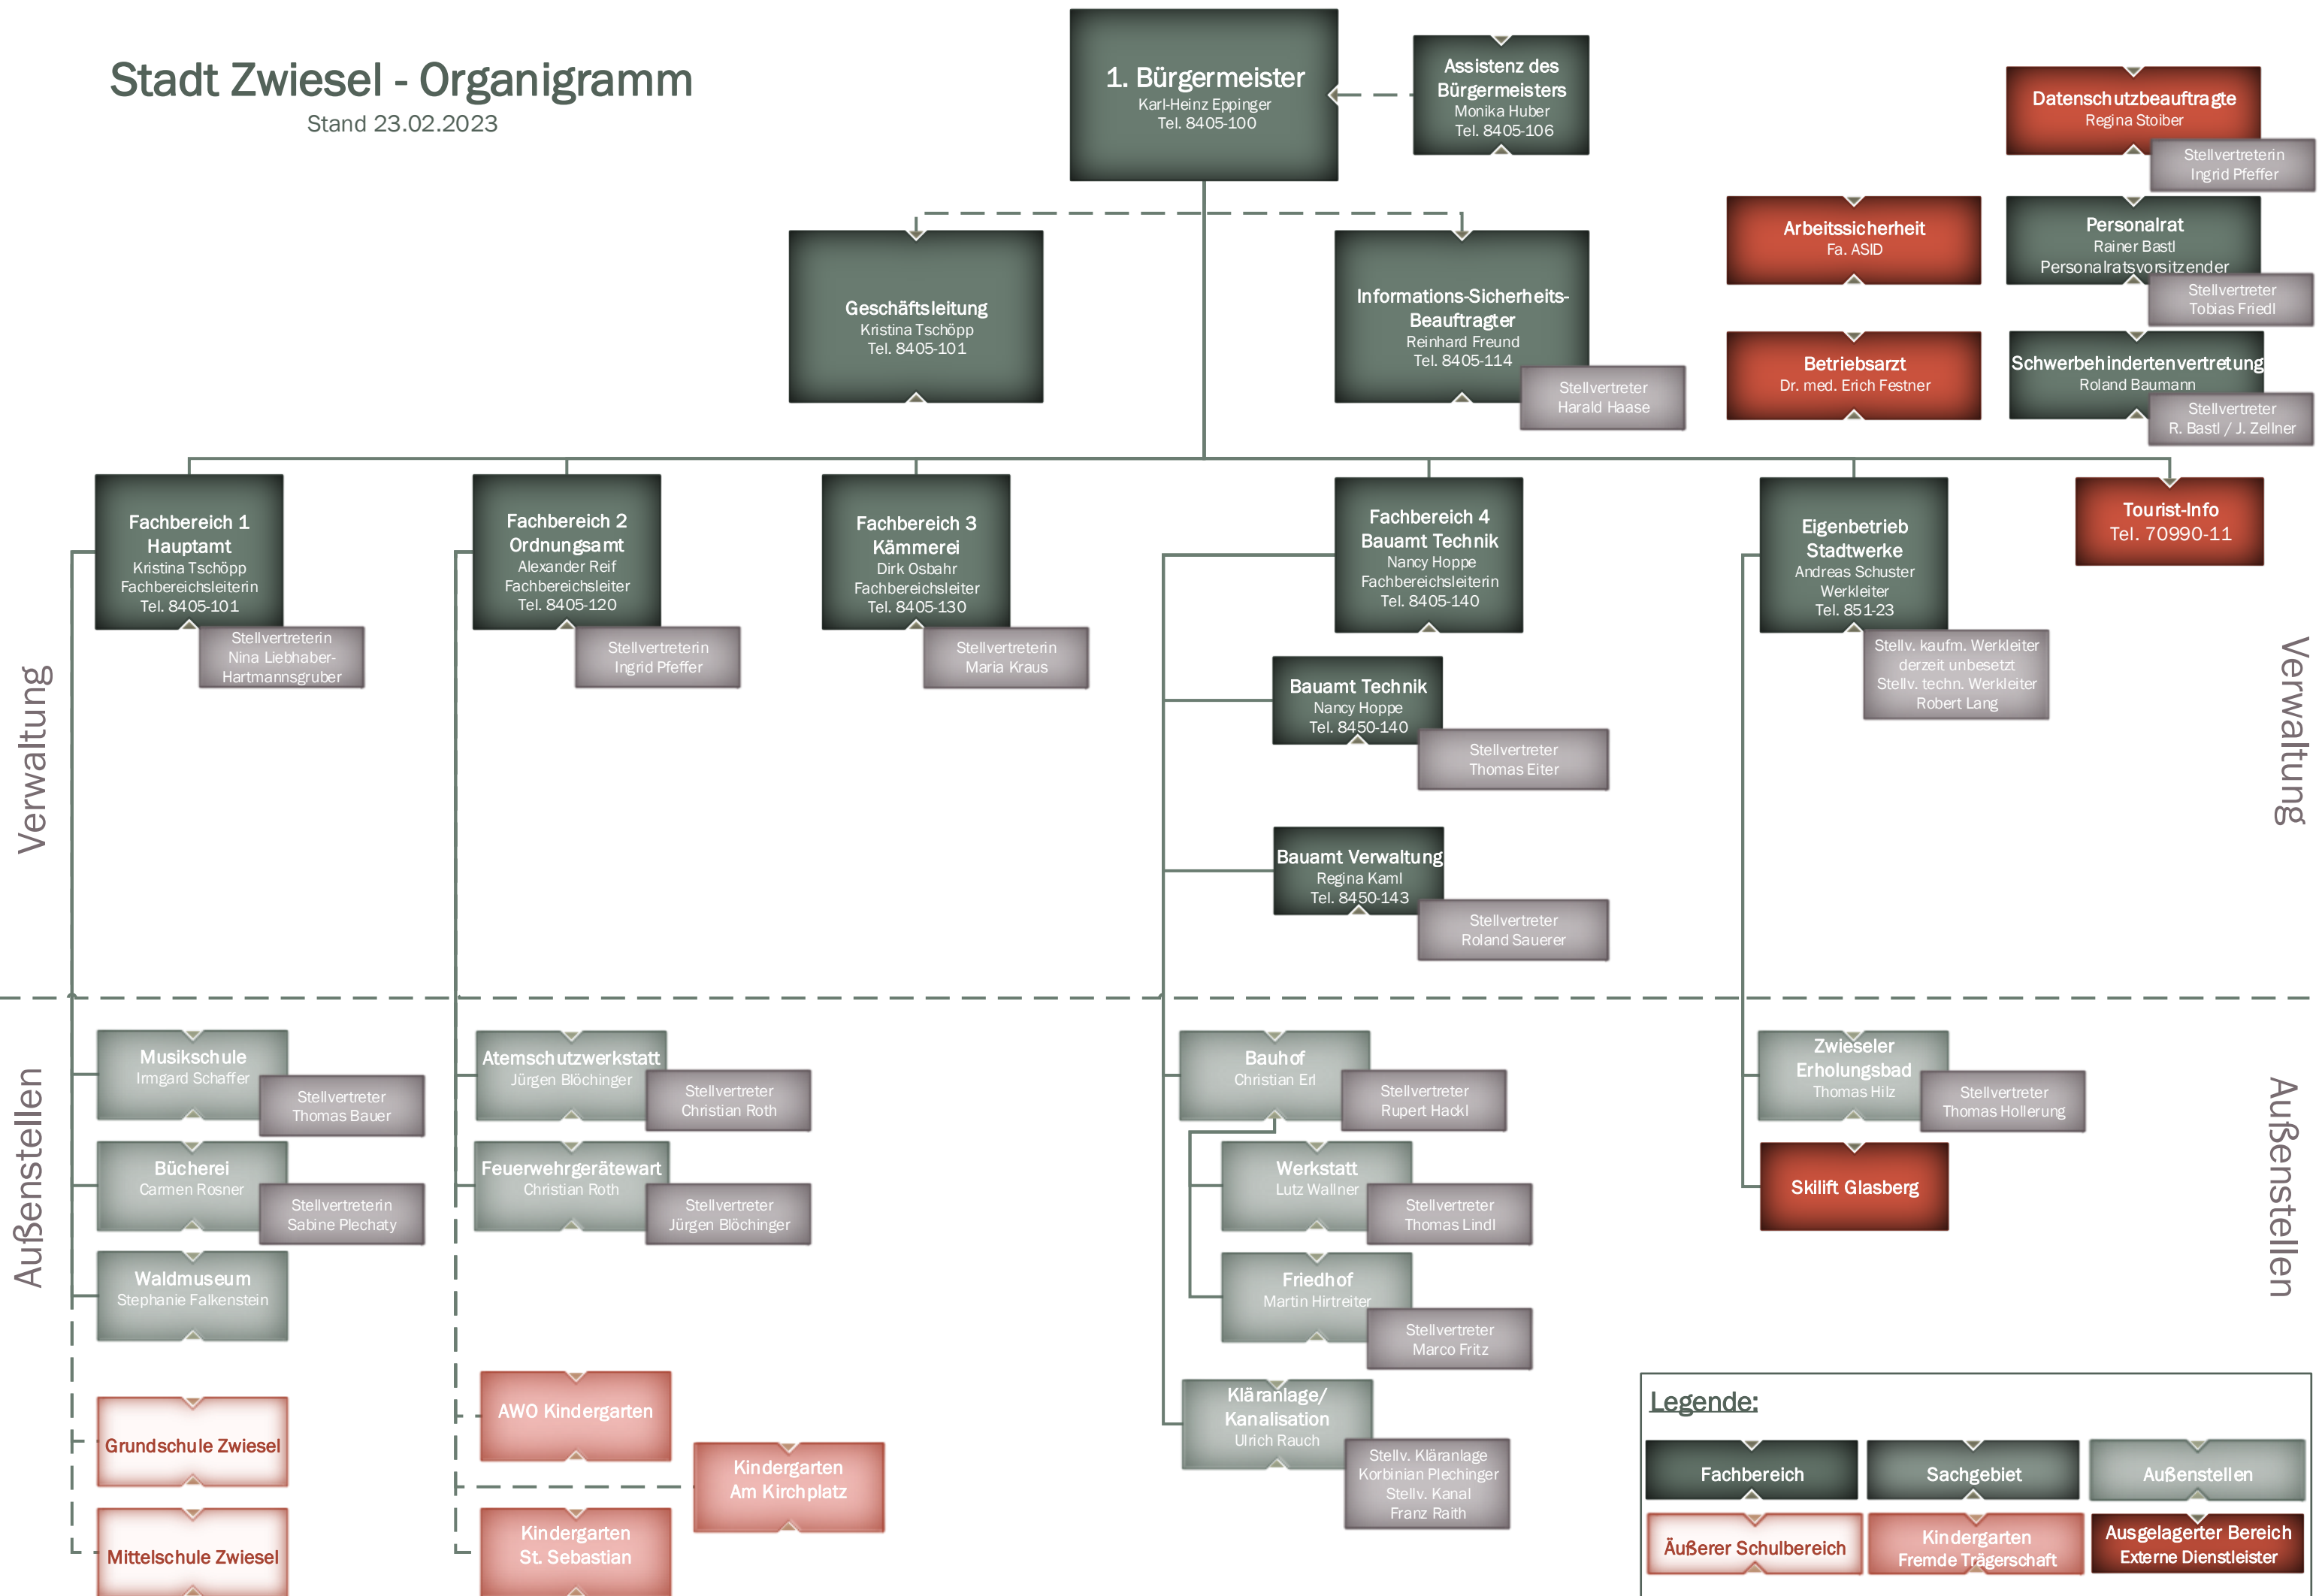 Stadt Zwiesel - Organigramm
Stand 23.02.2023
1. Bürgermeister
Karl-Heinz Eppinger
Tel. 8405-100
Assistenz des
Bürgermeisters
Monika Huber
Tel. 8405-106
Datenschutzbeauftragte
Regina Stoiber
Stellvertreterin
Ingrid Pfeffer
Arbeitssicherheit
Fa. ASID
Personalrat
Rainer Bastl
Personalratsvorsitzender
Stellvertreter
Tobias Friedl
Geschäftsleitung
Kristina Tschöpp
Tel. 8405-101
Informations-Sicherheits-
Beauftragter
Reinhard Freund
Tel. 8405-114
Stellvertreter
Harald Haase
Betriebsarzt
Dr. med. Erich Festner
Schwerbehindertenvertretung
Roland Baumann
Stellvertreter
R. Bastl / J. Zellner
Fachbereich 1
Hauptamt
Kristina Tschöpp
Fachbereichsleiterin
Tel. 8405-101
Stellvertreterin
Nina Liebhaber-
Hartmannsgruber
Fachbereich 2
Ordnungsamt
Alexander Reif
Fachbereichsleiter
Tel. 8405-120
Stellvertreterin
Ingrid Pfeffer
Fachbereich 3
Kämmerei
Dirk Osbahr
Fachbereichsleiter
Tel. 8405-130
Stellvertreterin
Maria Kraus
Fachbereich 4
Bauamt Technik
Nancy Hoppe
Fachbereichsleiterin
Tel. 8405-140
Eigenbetrieb
Stadtwerke
Andreas Schuster
Werkleiter
Tel. 851-23
Stellv. kaufm. Werkleiter
derzeit unbesetzt
Stellv. techn. Werkleiter
Robert Lang
Tourist-Info
Tel. 70990-11
Verwaltung
Verwaltung
Bauamt Technik
Nancy Hoppe
Tel. 8450-140
Stellvertreter
Thomas Eiter
Bauamt Verwaltung
Regina Kaml
Tel. 8450-143
Stellvertreter
Roland Sauerer
Außenstellen
Außenstellen
Musikschule
Irmgard Schaffer
Stellvertreter
Thomas Bauer
Bücherei
Carmen Rosner
Stellvertreterin
Sabine Plechaty
Waldmuseum
Stephanie Falkenstein
Grundschule Zwiesel
Mittelschule Zwiesel
Atemschutzwerkstatt
Jürgen Blöchinger
Stellvertreter
Christian Roth
Feuerwehrgerätewart
Christian Roth
Stellvertreter
Jürgen Blöchinger
AWO Kindergarten
Kindergarten
Am Kirchplatz
Kindergarten
St. Sebastian
Bauhof
Christian Erl
Stellvertreter
Rupert Hackl
Werkstatt
Lutz Wallner
Stellvertreter
Thomas Lindl
Friedhof
Martin Hirtreiter
Stellvertreter
Marco Fritz
Kläranlage/
Kanalisation
Ulrich Rauch
Stellv. Kläranlage
Korbinian Plechinger
Stellv. Kanal
Franz Raith
Zwieseler
Erholungsbad
Thomas Hilz
Stellvertreter
Thomas Hollerung
Skilift Glasberg
Legende:
Fachbereich
Sachgebiet
Außenstellen
Äußerer Schulbereich
Kindergarten
Fremde Trägerschaft
Ausgelagerter Bereich
Externe Dienstleister